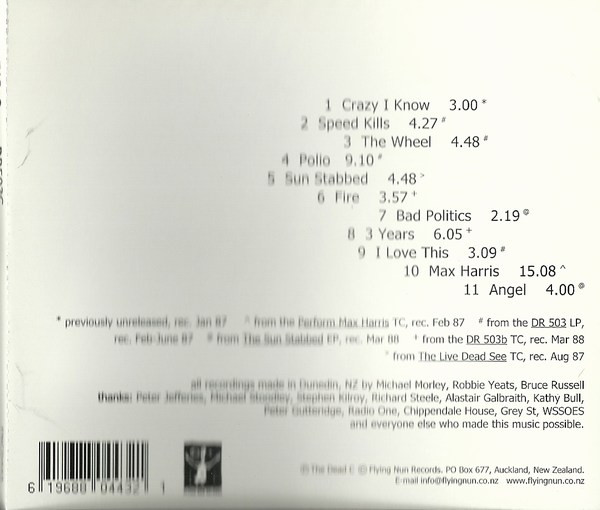 1 Crazy I Know 3.00 *
2 Speed Kills 4.27 #
3 The Wheel 4.48 #
4 Polio 9.10 #
5 Sun Stabbed 4.48 >
6 Fire 3.57 +
7 Bad Politics 2.19 @
8 3 Years 6.05 +
9 I Love This 3.09 #
10 Max Harris 15.08 ^
11 Angel 4.00 @
* previously unreleased, rec. Jan 87 ^ from the Perform Max Harris TC, rec. Feb 87 # from the DR 503 LP,
rec. Feb-June 87 from The Sun Stabbed EP, rec. Mar 88 + from the DR 503b TC, rec. Mar 88
from The Live Dead See TC, rec. Aug 87
all recordings made in Dunedin, NZ by Michael Morley, Robbie Yeats, Bruce Russell
thanks: Peter Jefferies, Michael Steadley, Stephen Kilroy, Richard Steele, Alastair Galbraith, Kathy Bull,
Peter Gutteridge, Radio One, Chippendale House, Grey St, WSSOES
and everyone else who made this music possible.
The Dead C Flying Nun Records. PO Box 677, Auckland, New Zealand.
E-mail info@flyingnun.co.nz www.flyingnun.co.nz
6 19688 04432 1